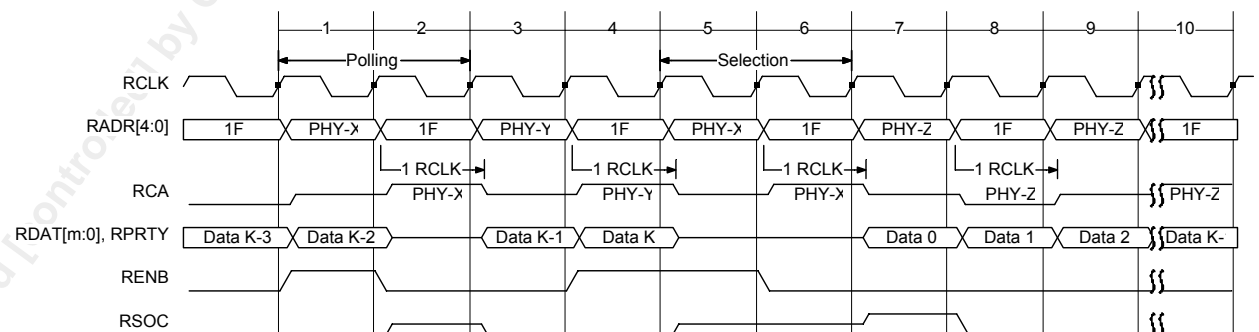 1 2 3 4 5 6 7 8 9 10
Polling Selection
RCLK
RADR[4:0] 1F PHY-X 1F PHY-Y 1F PHY-X 1F PHY-Z 1F PHY-Z 1F
1 RCLK 1 RCLK 1 RCLK 1 RCLK
RCA PHY-X PHY-Y PHY-X PHY-Z PHY-Z
RDAT[m:0], RPRTY Data K-3 Data K-2 Data K-1 Data K Data 0 Data 1 Data 2 Data K-
RENB
RSOC
[controlled] by